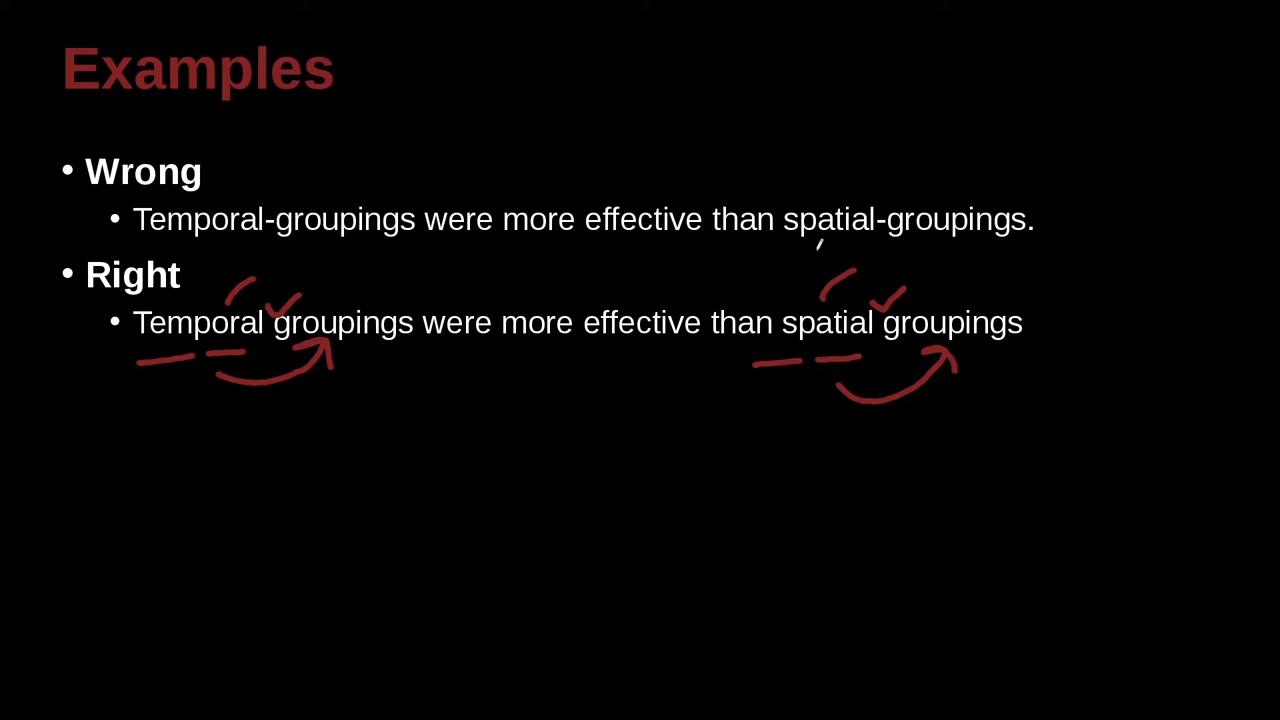 Examples
• Wrong
• Temporal-groupings were more effective than spatial-groupings.
• Right
• Temporal groupings were more effective than spatial groupings